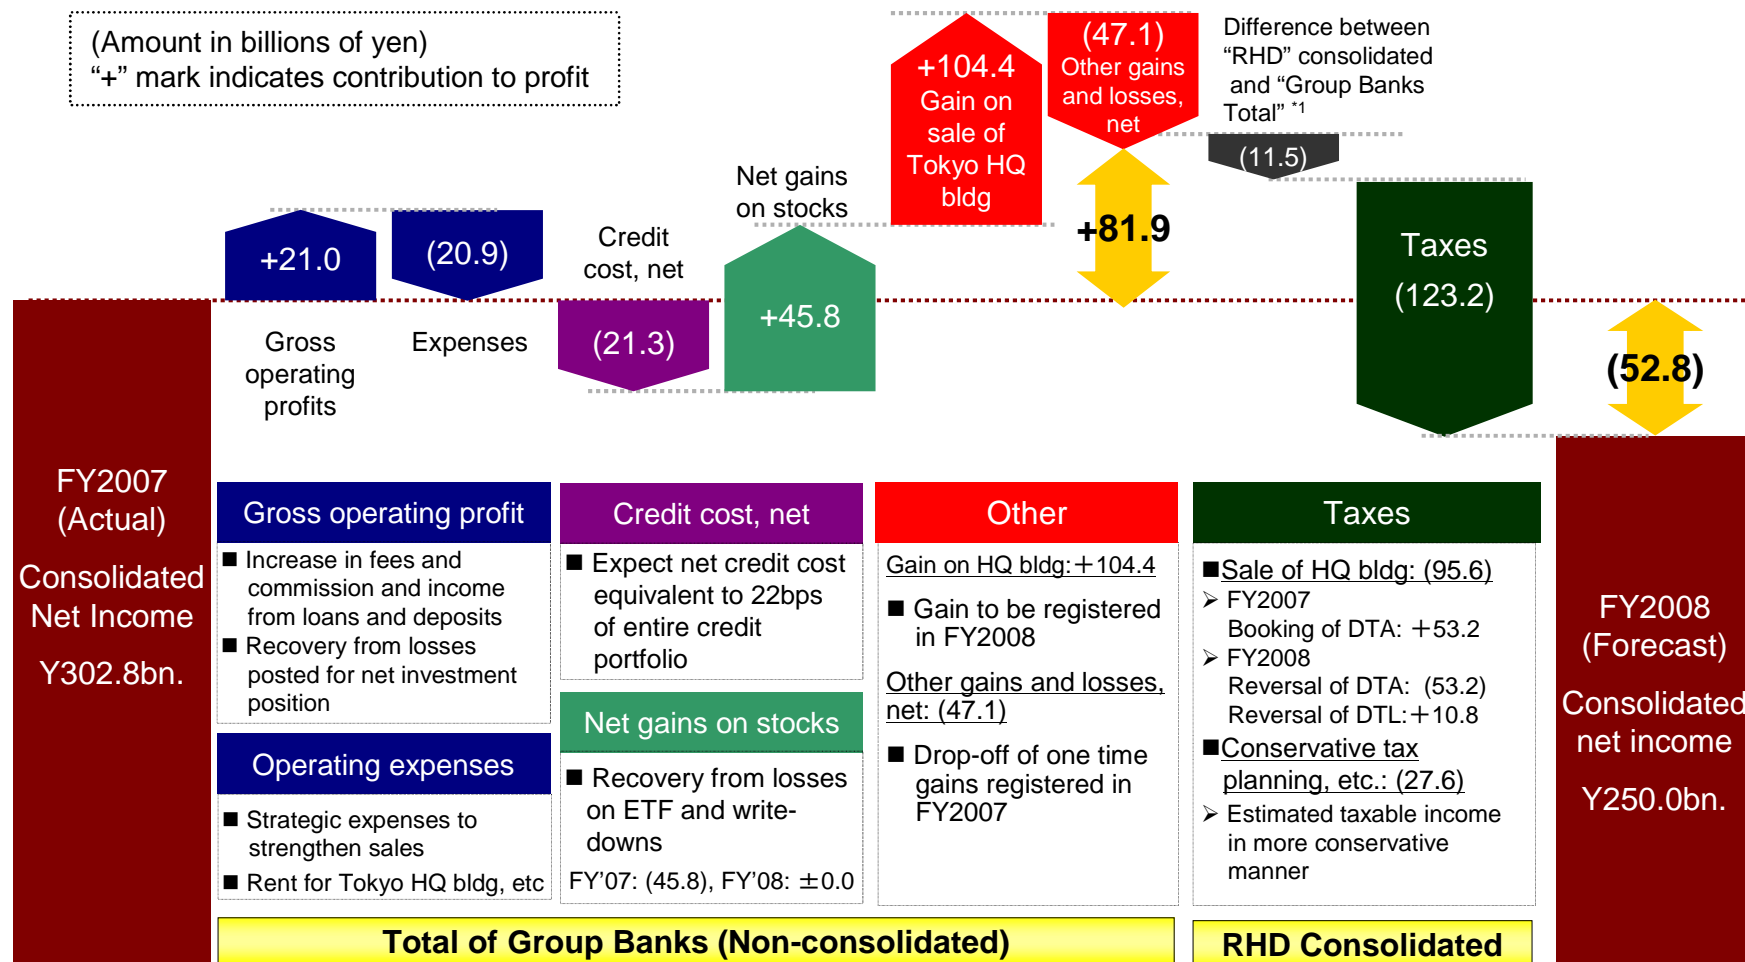 (Amount in billions of yen)
“+” mark indicates contribution to profit
+21.0
Gross
operating
profits
(20.9)
Expenses
Credit
cost, net
(21.3)
Net gains
on stocks
+45.8
+104.4
Gain on
sale of
Tokyo HQ
bldg
(47.1)
Other gains
and losses,
net
+81.9
Difference between
“RHD” consolidated
and “Group Banks
Total” *1
(11.5)
Taxes
(123.2)
(52.8)
FY2007
(Actual)
Consolidated
Net Income
Y302.8bn.
Gross operating profit
■ Increase in fees and
commission and income
from loans and deposits
■ Recovery from losses
posted for net investment
position
Operating expenses
■ Strategic expenses to
strengthen sales
■ Rent for Tokyo HQ bldg, etc
Credit cost, net
■ Expect net credit cost
equivalent to 22bps
of entire credit
portfolio
Net gains on stocks
■ Recovery from losses
on ETF and write-
downs
FY'07: (45.8), FY'08: ±0.0
Other
Gain on HQ bldg:+104.4
■ Gain to be registered
in FY2008
Other gains and losses,
net: (47.1)
■ Drop-off of one time
gains registered in
FY2007
Taxes
■Sale of HQ bldg: (95.6)
➢ FY2007
Booking of DTA: +53.2
➢ FY2008
Reversal of DTA: (53.2)
Reversal of DTL:+10.8
■Conservative tax
planning, etc.: (27.6)
➢ Estimated taxable income
in more conservative
manner
FY2008
(Forecast)
Consolidated
net income
Y250.0bn.
Total of Group Banks (Non-consolidated)
RHD Consolidated